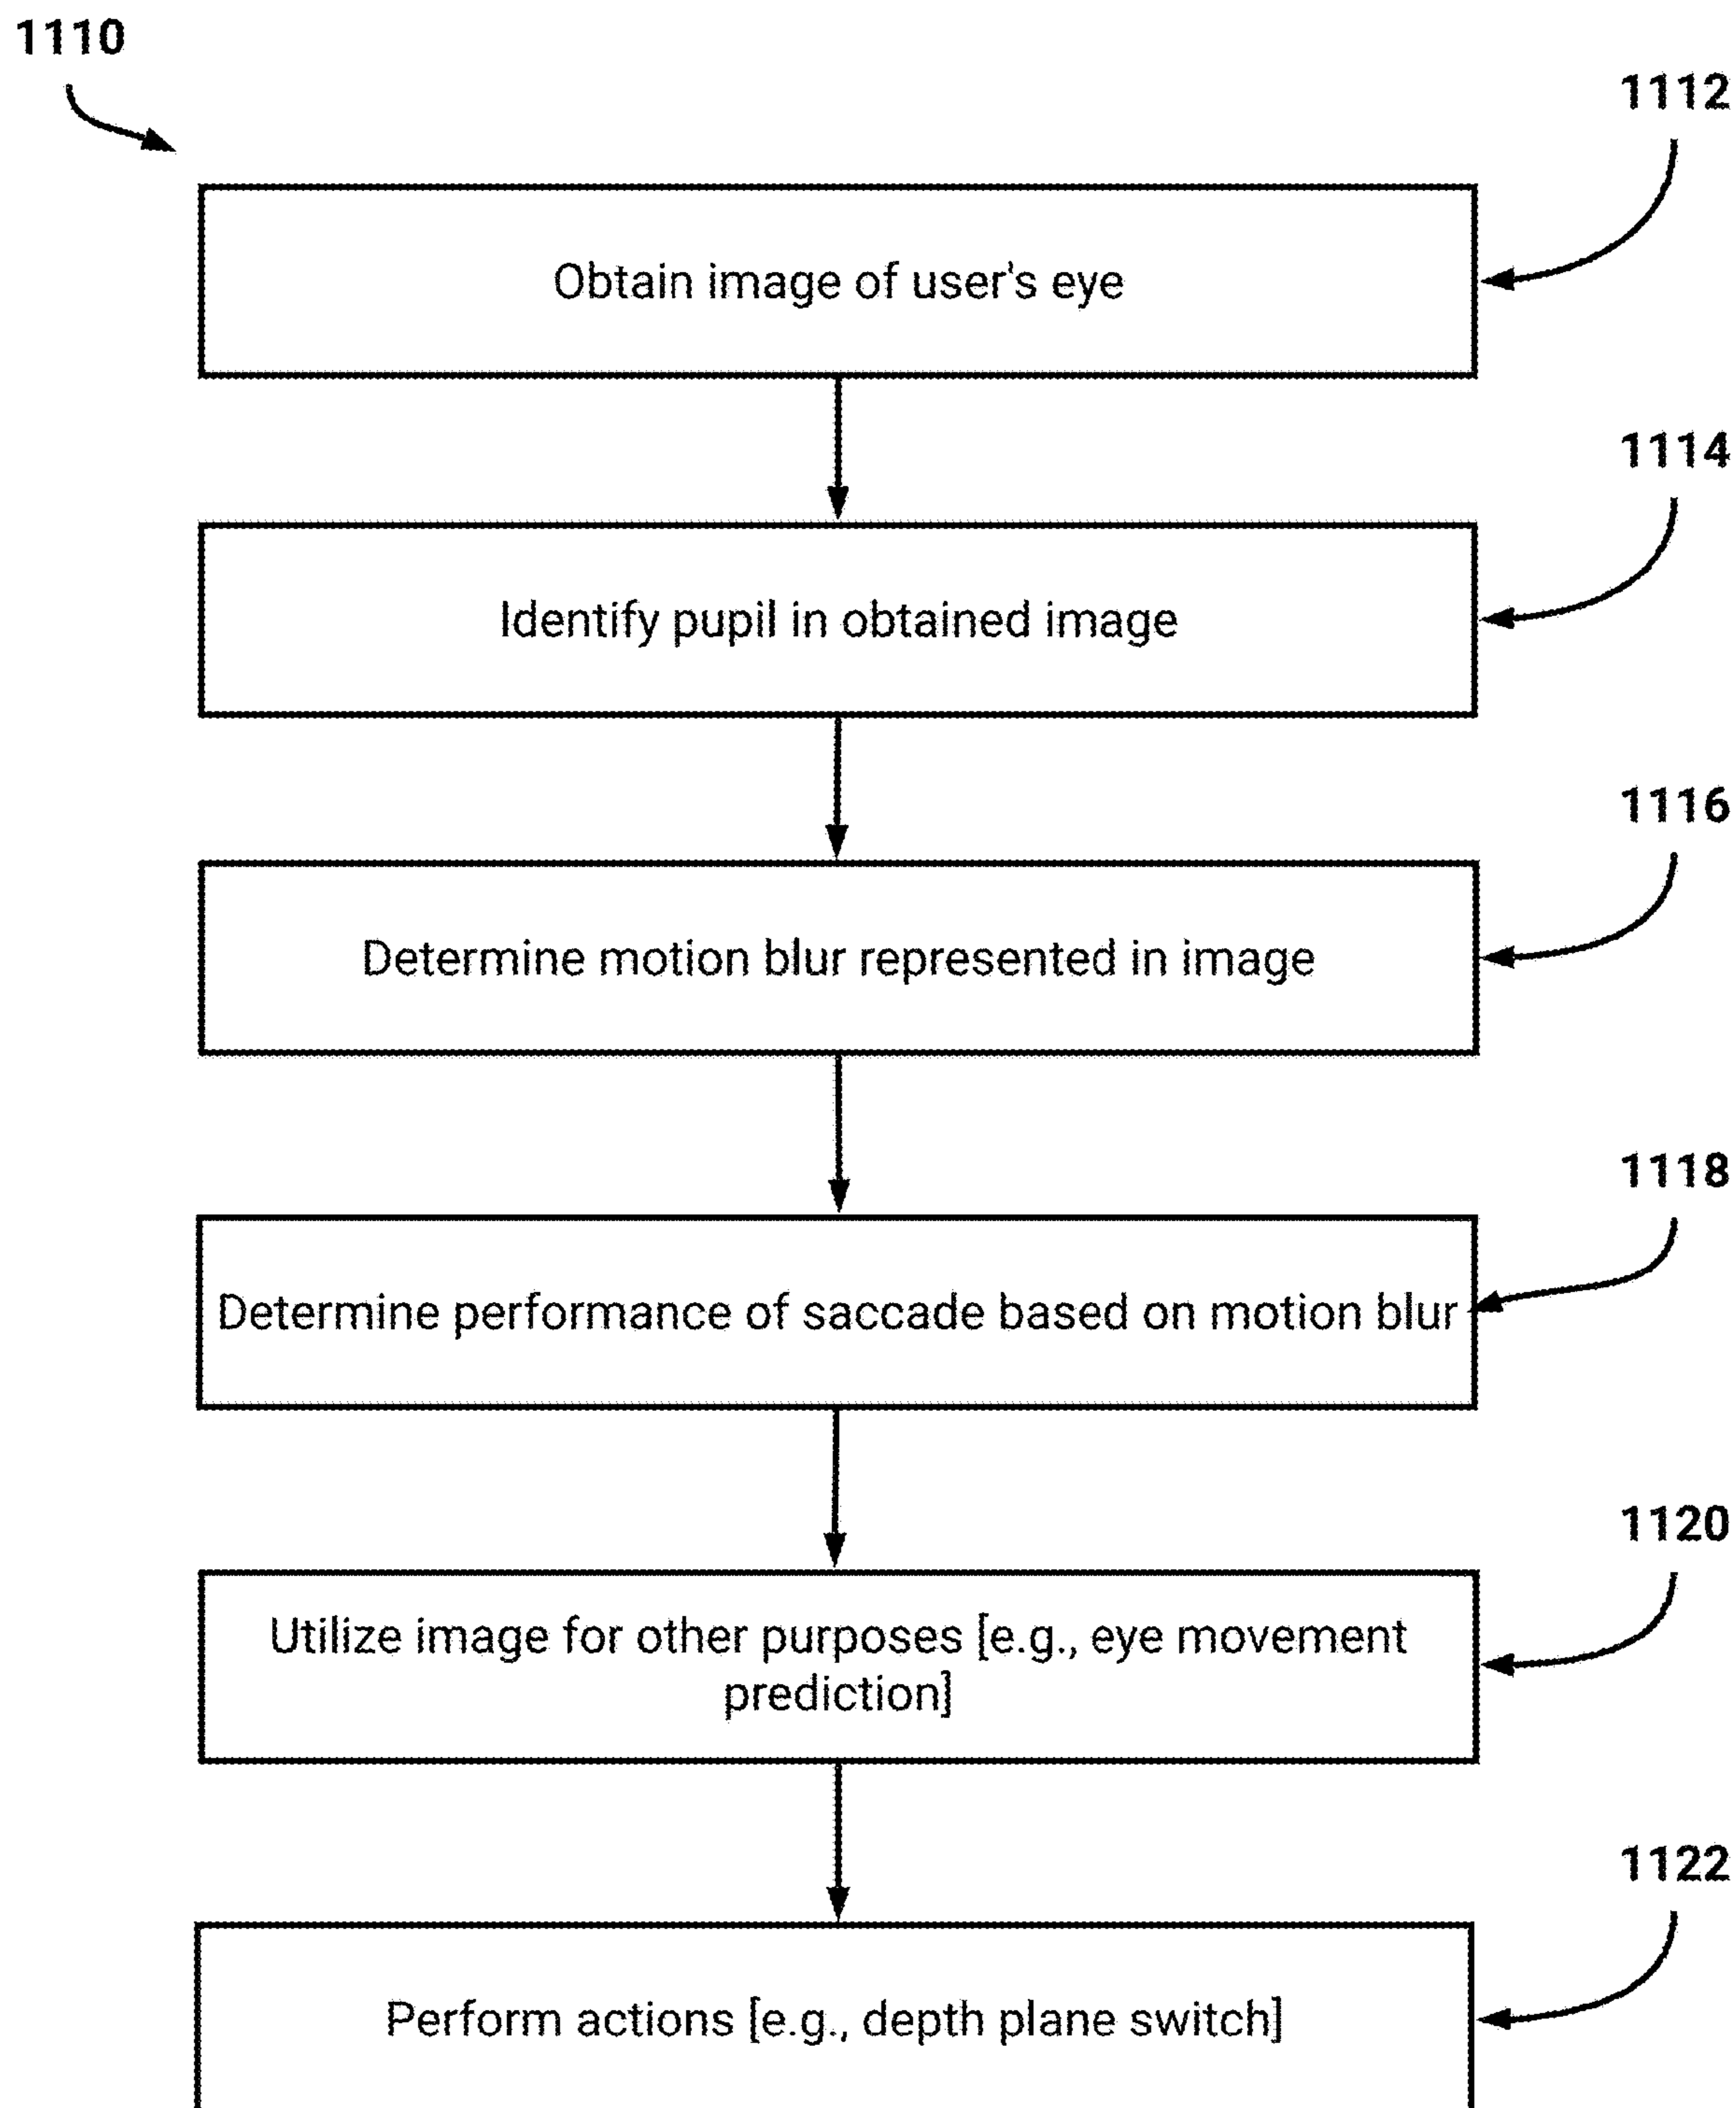 1110
1112
Obtain image of user's eye
1114
Identify pupil in obtained image
1116
Determine motion blur represented in image
1118
Determine performance of saccade based on motion blur
1120
Utilize image for other purposes [e.g., eye movement
prediction]
1122
Perform actions [e.g., depth plane switch]